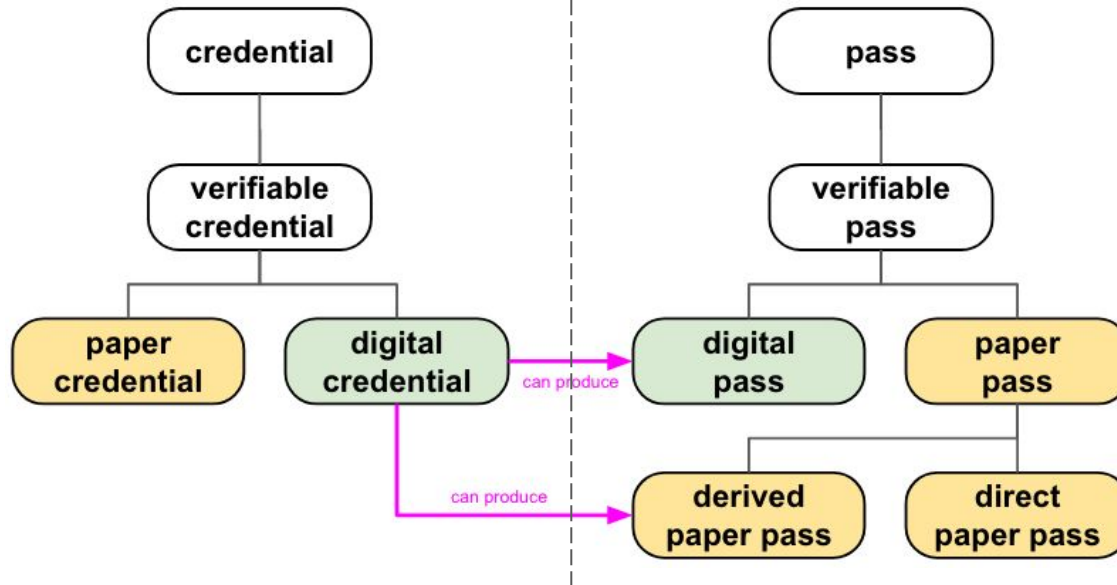 credential
pass
verifiable
credential
verifiable
pass
paper
credential
digital
credential
can produce
digital
pass
paper
pass
can produce
derived
paper pass
direct
paper pass